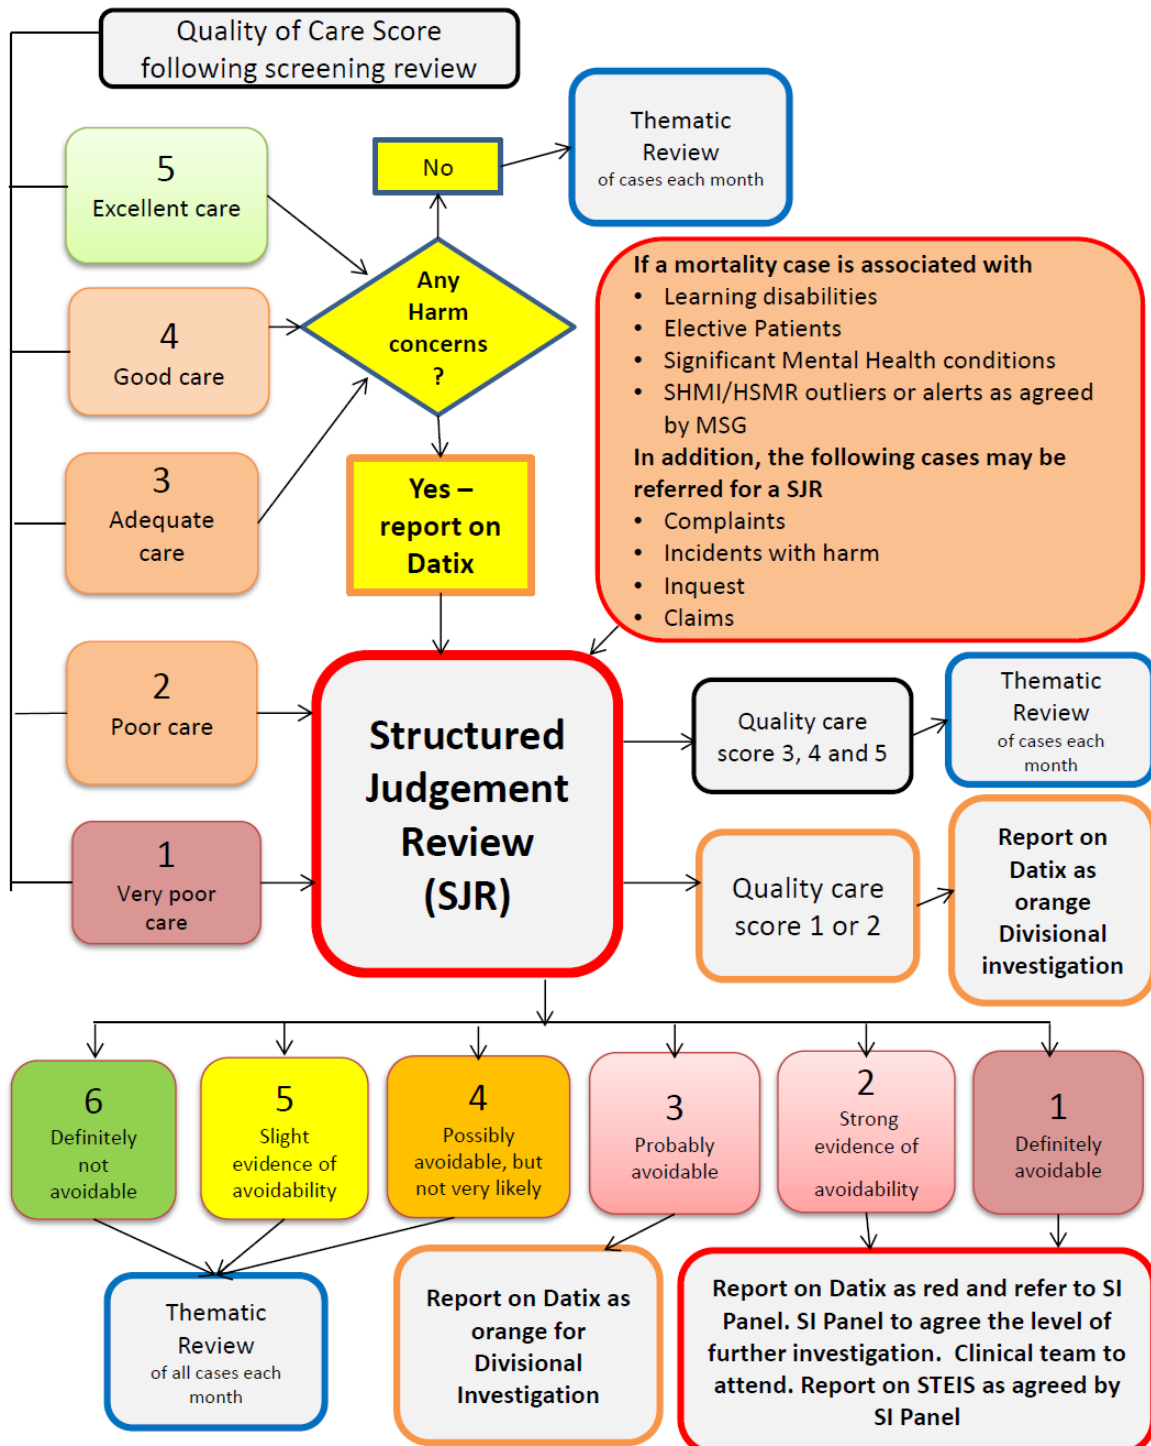 Quality of Care Score
following screening review
5
Excellent care
4
Good care
3
Adequate
care
2
Poor care
1
Very poor
care
No
Any
Harm
concerns
?
Yes –
report on
Datix
Thematic
Review
of cases each month
If a mortality case is associated with
• Learning disabilities
• Elective Patients
• Significant Mental Health conditions
• SHMI/HSMR outliers or alerts as agreed
by MSG
In addition, the following cases may be
referred for a SJR
• Complaints
• Incidents with harm
• Inquest
• Claims
Structured
Judgement
Review
(SJR)
Quality care
score 3, 4 and 5
Thematic
Review
of cases each
month
Quality care
score 1 or 2
Report on
Datix as
orange
Divisional
investigation
6
Definitely
not
avoidable
5
Slight
evidence of
avoidability
4
Possibly
avoidable, but
not very likely
3
Probably
avoidable
2
Strong
evidence of
avoidability
1
Definitely
avoidable
Thematic
Review
of all cases each
month
Report on Datix as
orange for
Divisional
Investigation
Report on Datix as red and refer to SI
Panel. SI Panel to agree the level of
further investigation.  Clinical team to
attend. Report on STEIS as agreed by
SI Panel